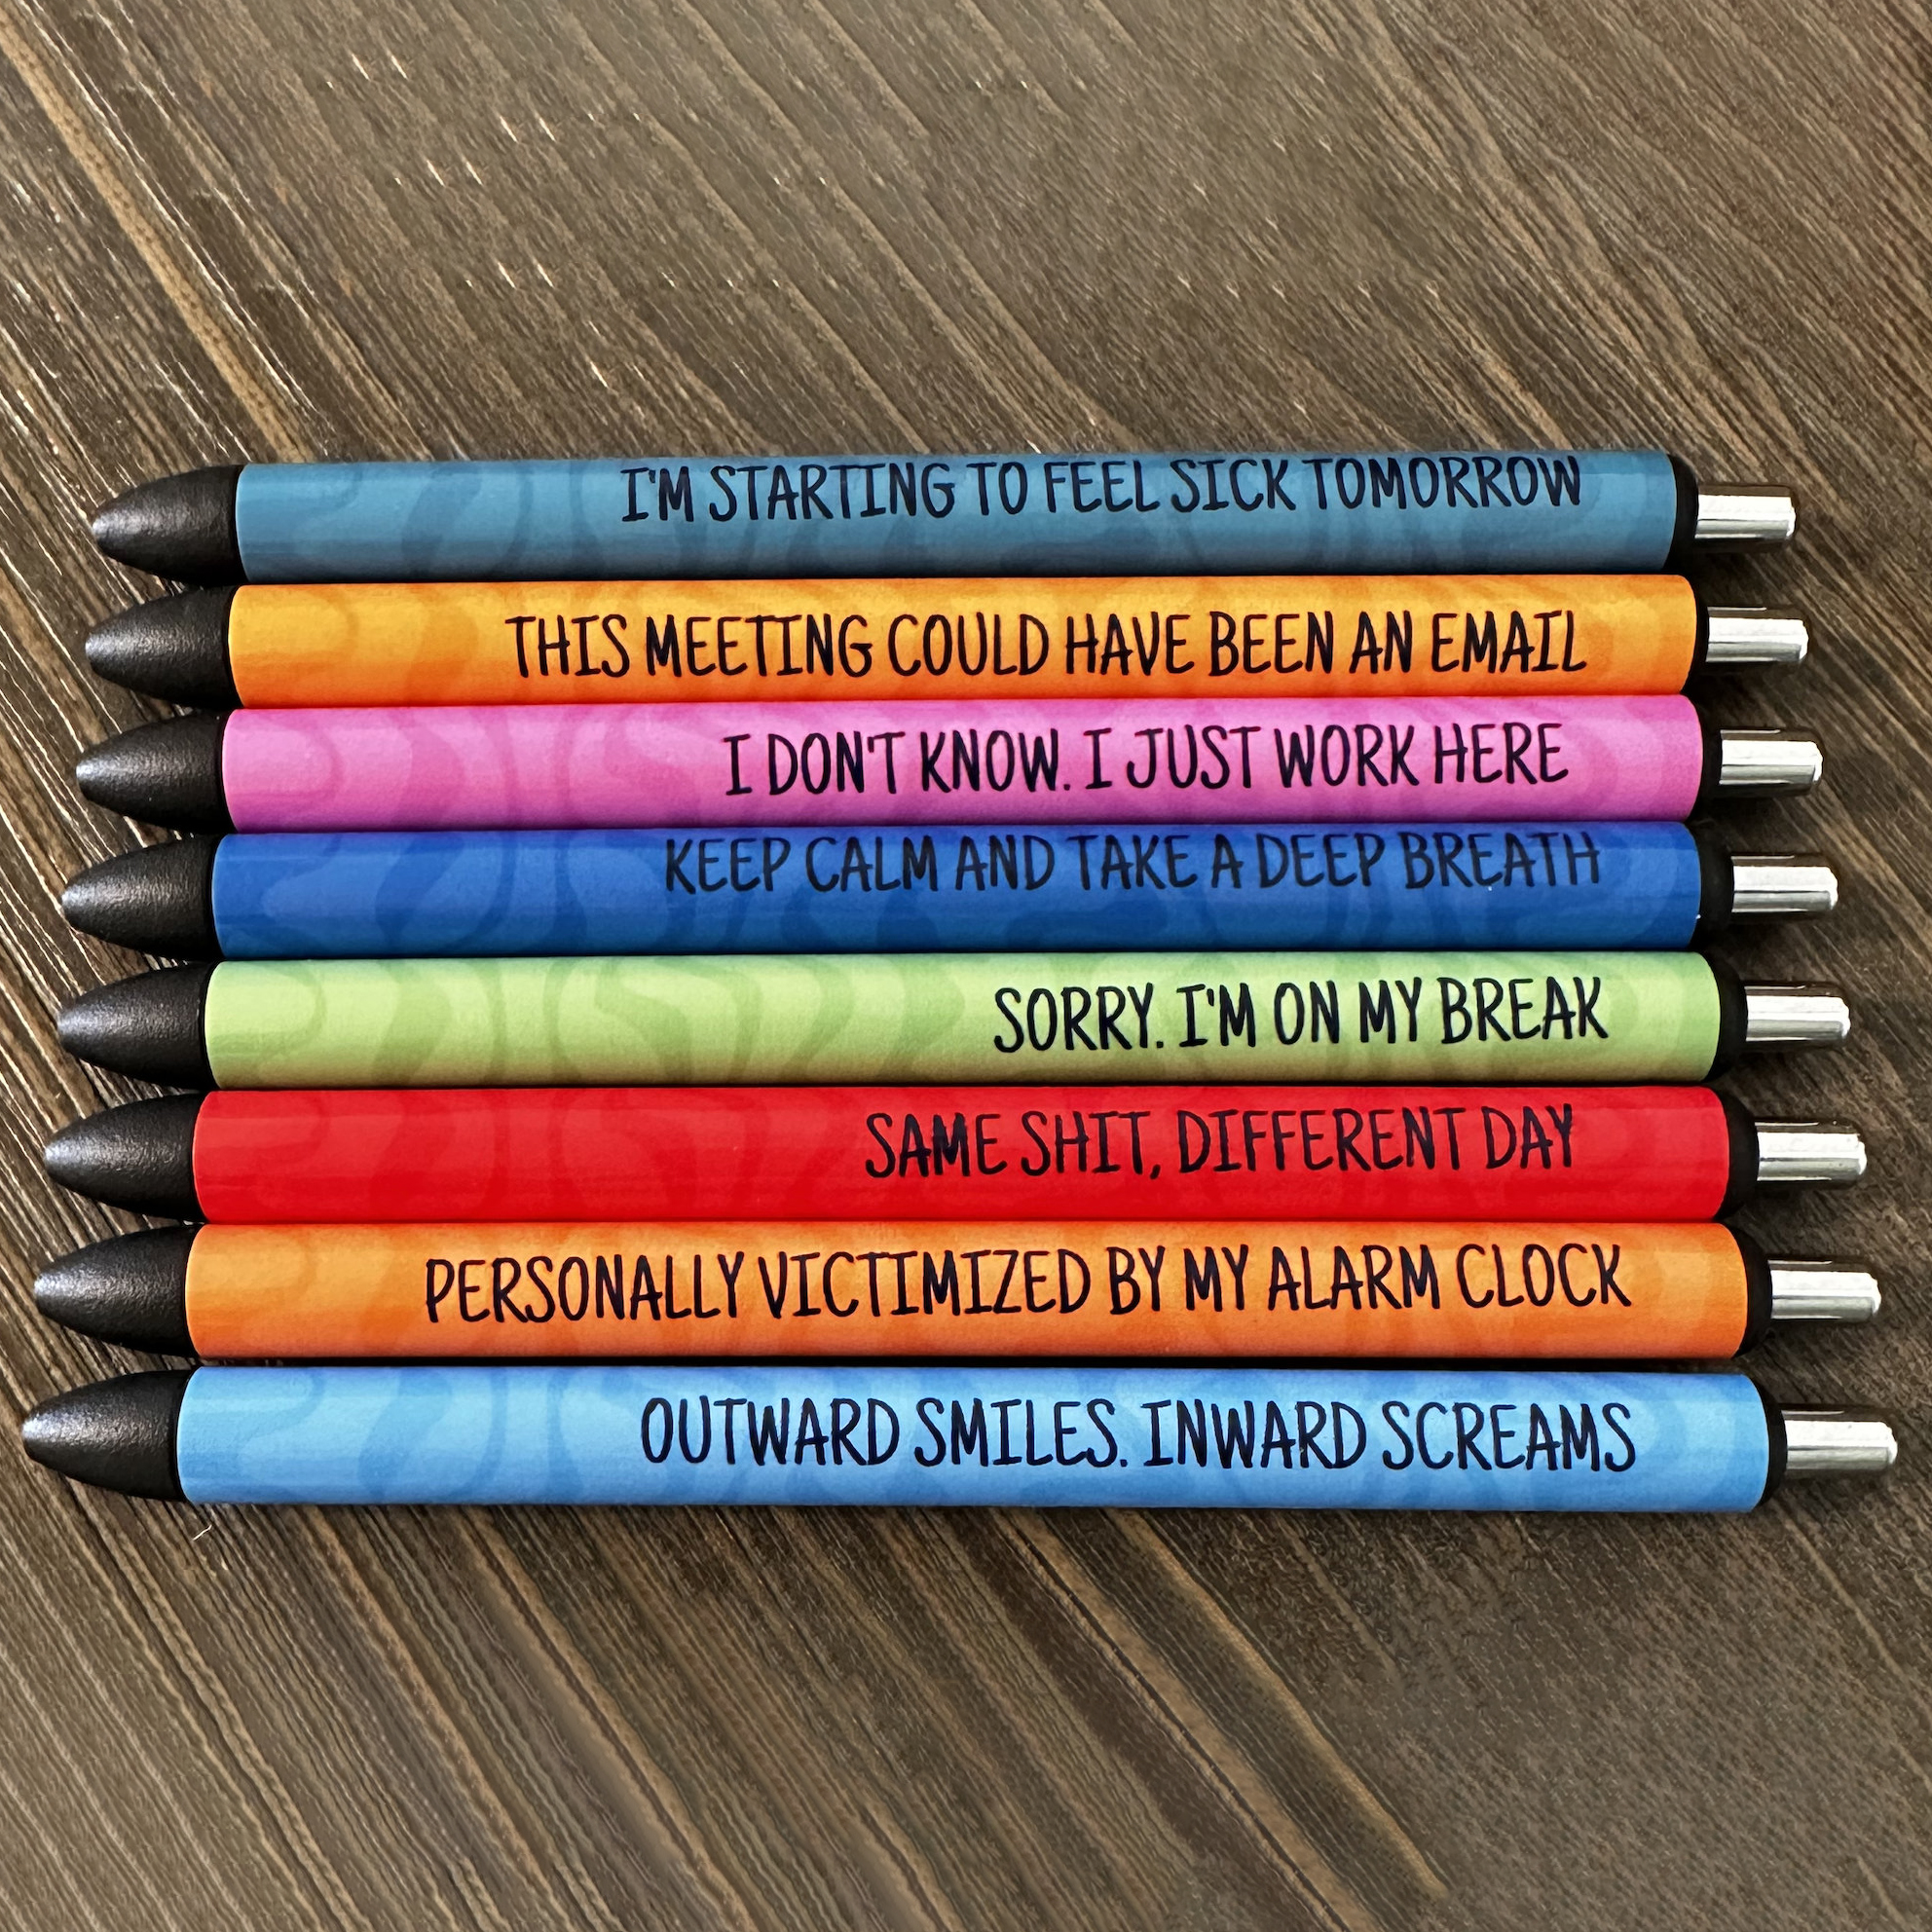 I'M STARTING TO FEEL SICK TOMORROW
THIS MEETING COULD HAVE BEEN AN EMAIL
I DON'T KNOW. I JUST WORK HERE
KEEP CALM AND TAKE A DEEP BREATH
SORRY. I'M ON MY BREAK
SAME SHIT, DIFFERENT DAY
PERSONALLY VICTIMIZED BY MY ALARM CLOCK
OUTWARD SMILES. INWARD SCREAMS